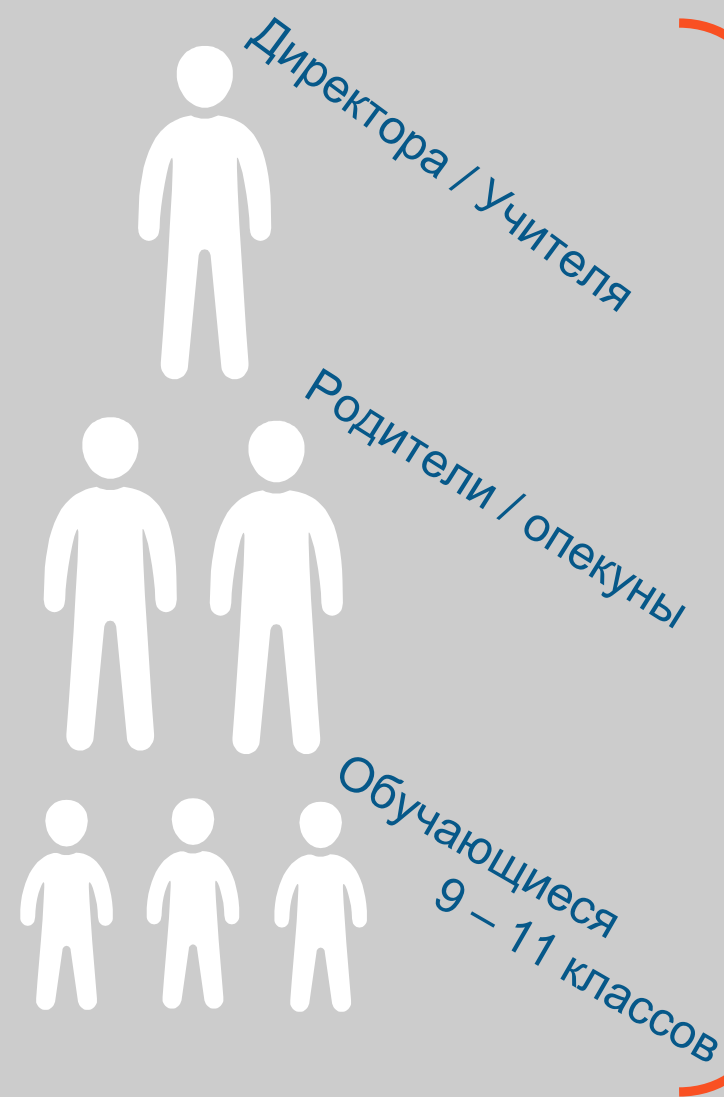 Директора / Учителя
Родители / опекуны
Обучающиеся
9 – 11 классов